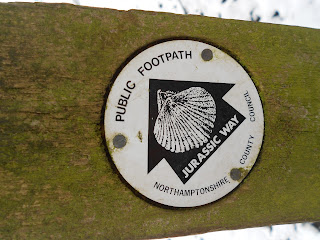 PUBLIC FOOTPATH
JURASSIC WAY
NORTHAMPTONSHIRE COUNTY COUNCIL